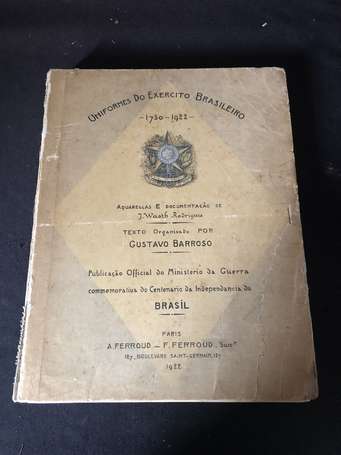 UNIFORMES DO EXERCITO BRASILEIRO
-1730-1922-
AQUARELLAS E DOCUMENTAÇÃO DE
J. Wasth Rodrigues
TEXTO Organisado POR
GUSTAVO BARROSO
Publicação Official do Ministerio da Guerra
commemorativa do Centenario da Independencia do
BRASIL
PARIS
A. FERROUD – F. FERROUD, Succr
127, BOULEVARD SAINT-GERMAIN, 127
1922